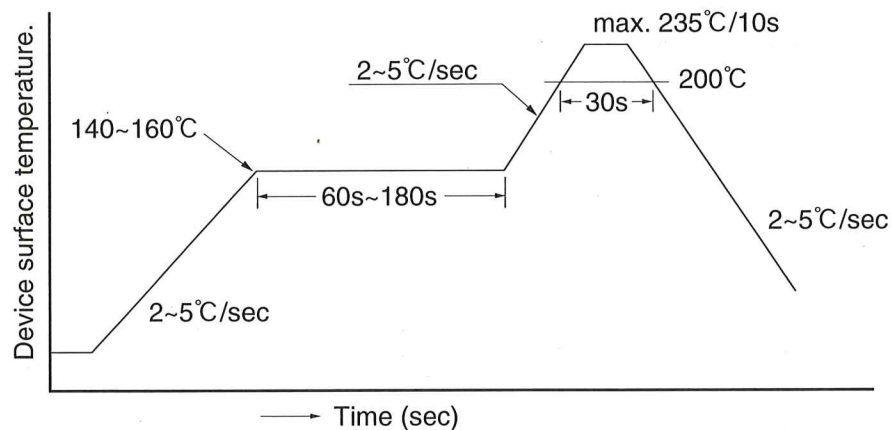 max. 235℃/10s
2~5℃/sec
200℃
30s
140~160℃
60s~180s
2~5℃/sec
2~5℃/sec
Device surface temperature.
Time (sec)